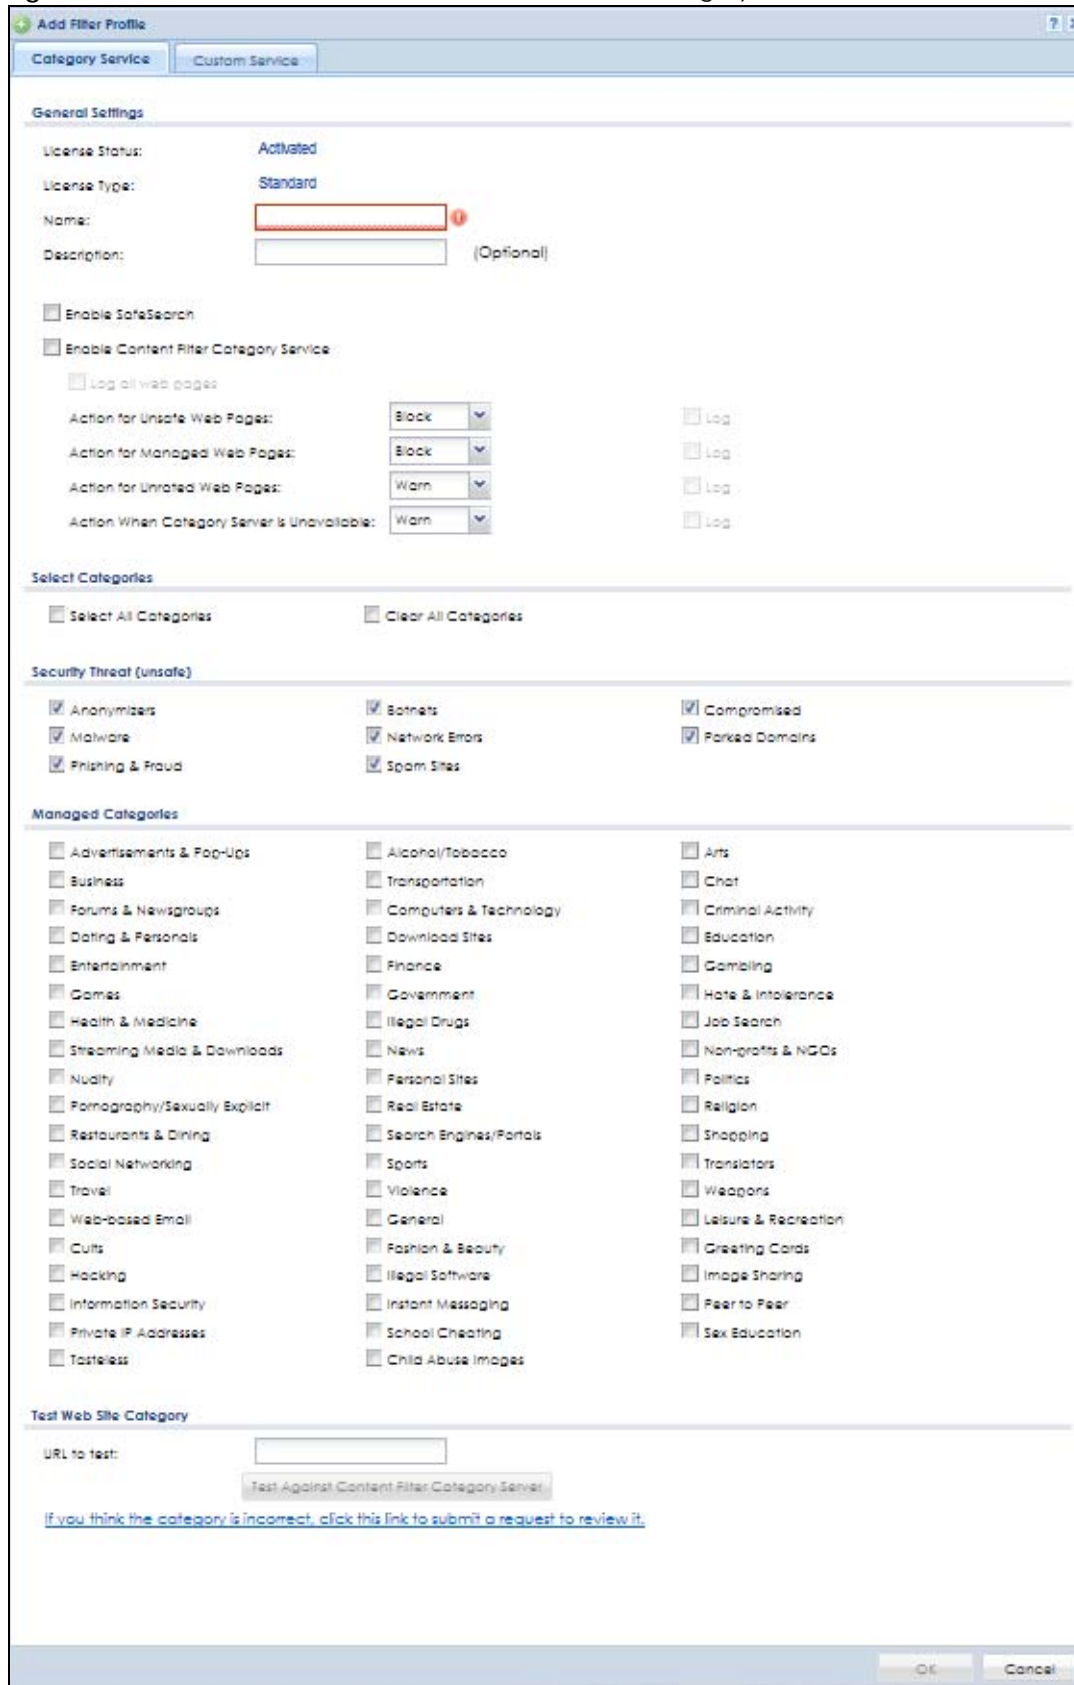 Add Filter Profile ?
Category Service Custom Service
General Settings
License Status: Activated
License Type: Standard
Name:
Description: (Optional)
Enable SafeSearch
Enable Content Filter Category Service
Log all web pages
Action for Unsafe Web Pages: Block Log
Action for Managed Web Pages: Block Log
Action for Unrated Web Pages: Warn Log
Action When Category Server Is Unavailable: Warn Log
Select Categories
Select All Categories Clear All Categories
Security Threat (unsafe)
Anonymizers Botnets Compromised
Malware Network Errors Parked Domains
Phishing & Fraud Spam Sites
Managed Categories
Advertisements & Pop-Ups Alcohol/Tobacco Arts
Business Transportation Chat
Forums & Newsgroups Computers & Technology Criminal Activity
Dating & Personals Download Sites Education
Entertainment Finance Gambling
Games Government Hate & Intolerance
Health & Medicine Illegal Drugs Job Search
Streaming Media & Downloads News Non-profits & NGOs
Nudity Personal Sites Politics
Pornography/Sexually Explicit Real Estate Religion
Restaurants & Dining Search Engines/Portals Shopping
Social Networking Sports Translators
Travel Violence Weapons
Web-based Email General Leisure & Recreation
Cults Fashion & Beauty Greeting Cards
Hacking Illegal Software Image Sharing
Information Security Instant Messaging Peer to Peer
Private IP Addresses School Cheating Sex Education
Tasteless Child Abuse Images
Test Web Site Category
URL to test:
Test Against Content Filter Category Server
If you think the category is incorrect, click this link to submit a request to review it.
OK Cancel